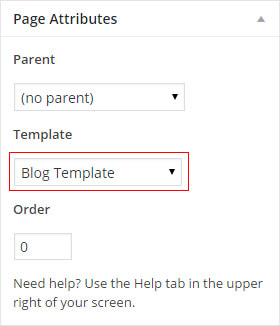 Page Attributes
Parent
(no parent)
Template
Blog Template
Order
0
Need help? Use the Help tab in the upper
right of your screen.